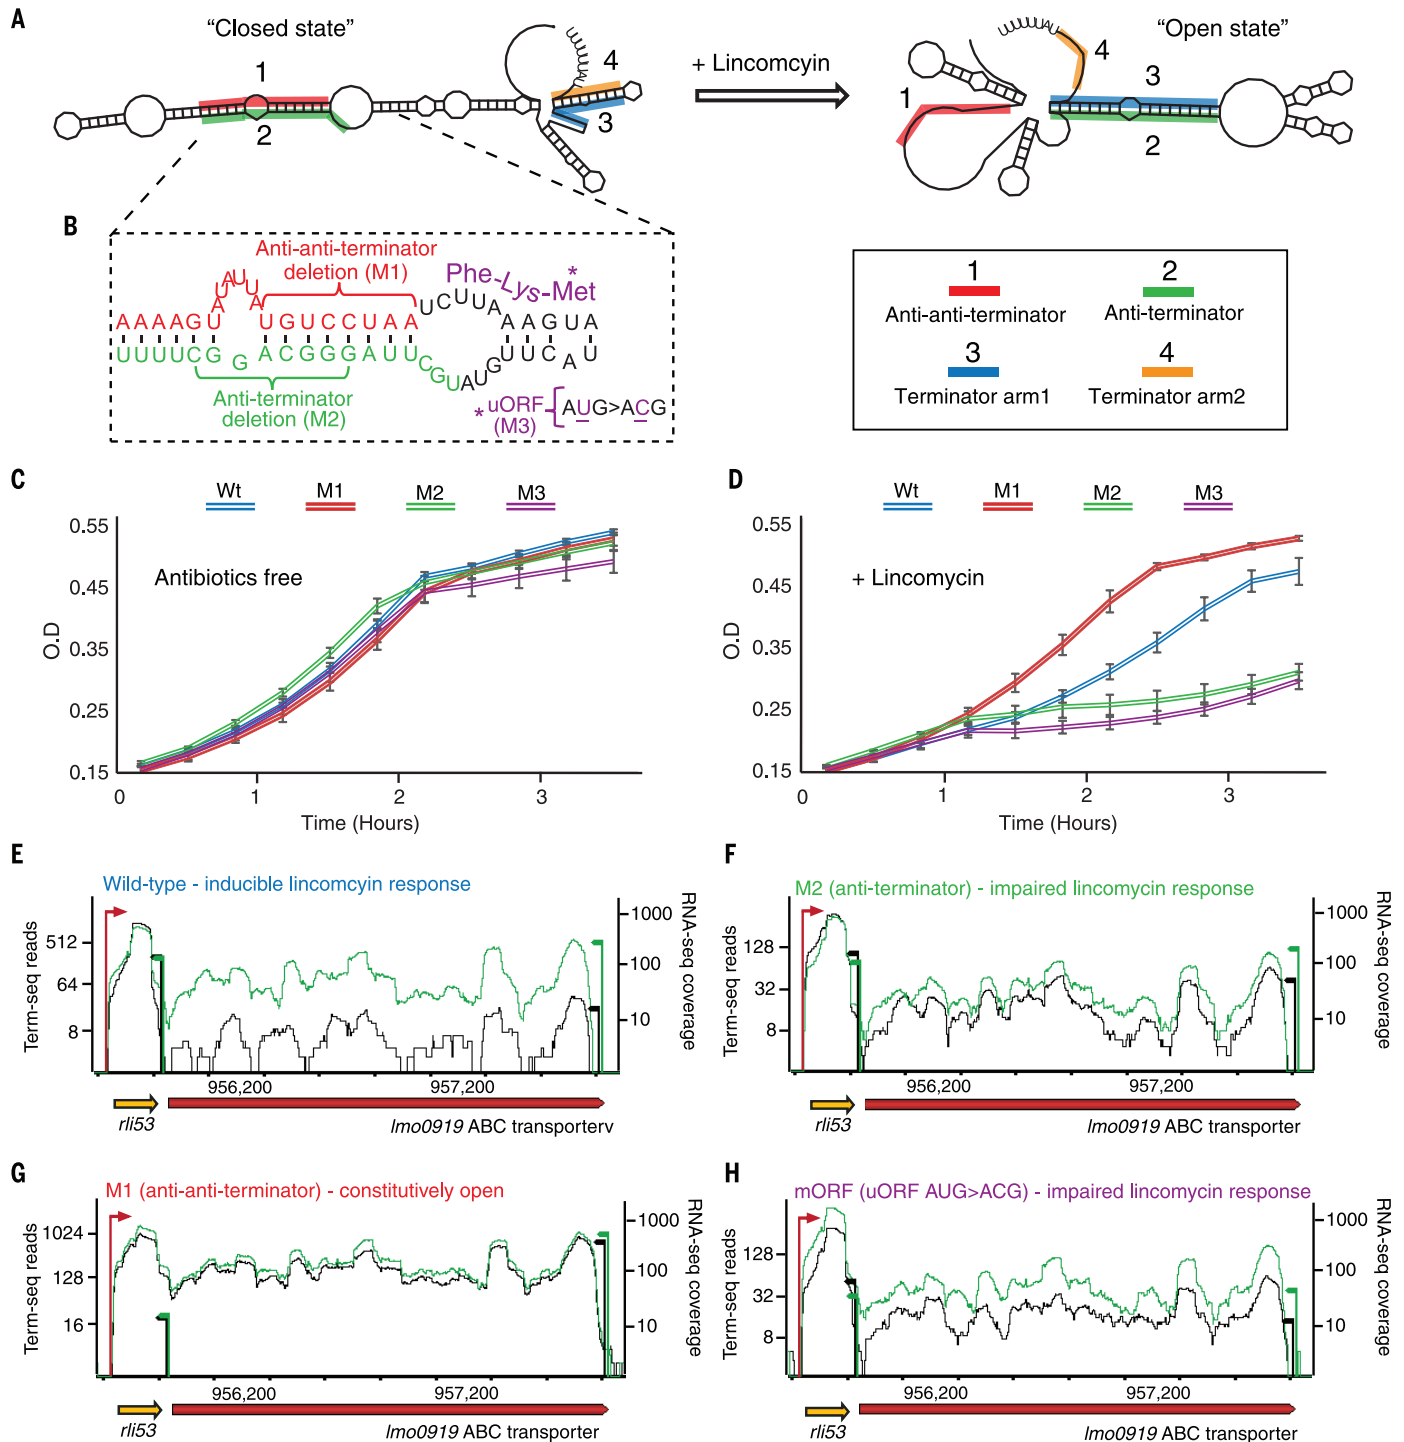 A
"Closed state"
1
2
4
3
UUUUUAU
+ Lincomcyin
UUUUUUAU
"Open state"
1
4
3
2
B
Anti-anti-terminator
deletion (M1)
Phe-Lys-Met
*
AAAAGUUAUUAUGUCCUAAUCUUAAAGUA
UUUUCGGACGGGAUUCGUAUGUUCAU
Anti-terminator
deletion (M2)
* uORF
(M3)
AUG>ACG
1
Anti-anti-terminator
2
Anti-terminator
3
Terminator arm1
4
Terminator arm2
C
Wt M1 M2 M3
Antibiotics free
O.D
0.55
0.45
0.35
0.25
0.15
0 1 2 3
Time (Hours)
D
Wt M1 M2 M3
+ Lincomycin
O.D
0.55
0.45
0.35
0.25
0.15
0 1 2 3
Time (Hours)
E
Wild-type - inducible lincomcyin response
Term-seq reads
512
64
8
1000
100
10
RNA-seq coverage
956,200 957,200
rli53
lmo0919 ABC transporterv
F
M2 (anti-terminator) - impaired lincomycin response
Term-seq reads
128
32
8
1000
100
10
RNA-seq coverage
956,200 957,200
rli53
lmo0919 ABC transporter
G
M1 (anti-anti-terminator) - constitutively open
Term-seq reads
1024
128
16
1000
100
10
RNA-seq coverage
956,200 957,200
rli53
lmo0919 ABC transporter
H
mORF (uORF AUG>ACG) - impaired lincomycin response
Term-seq reads
128
32
8
1000
100
10
RNA-seq coverage
956,200 957,200
rli53
lmo0919 ABC transporter